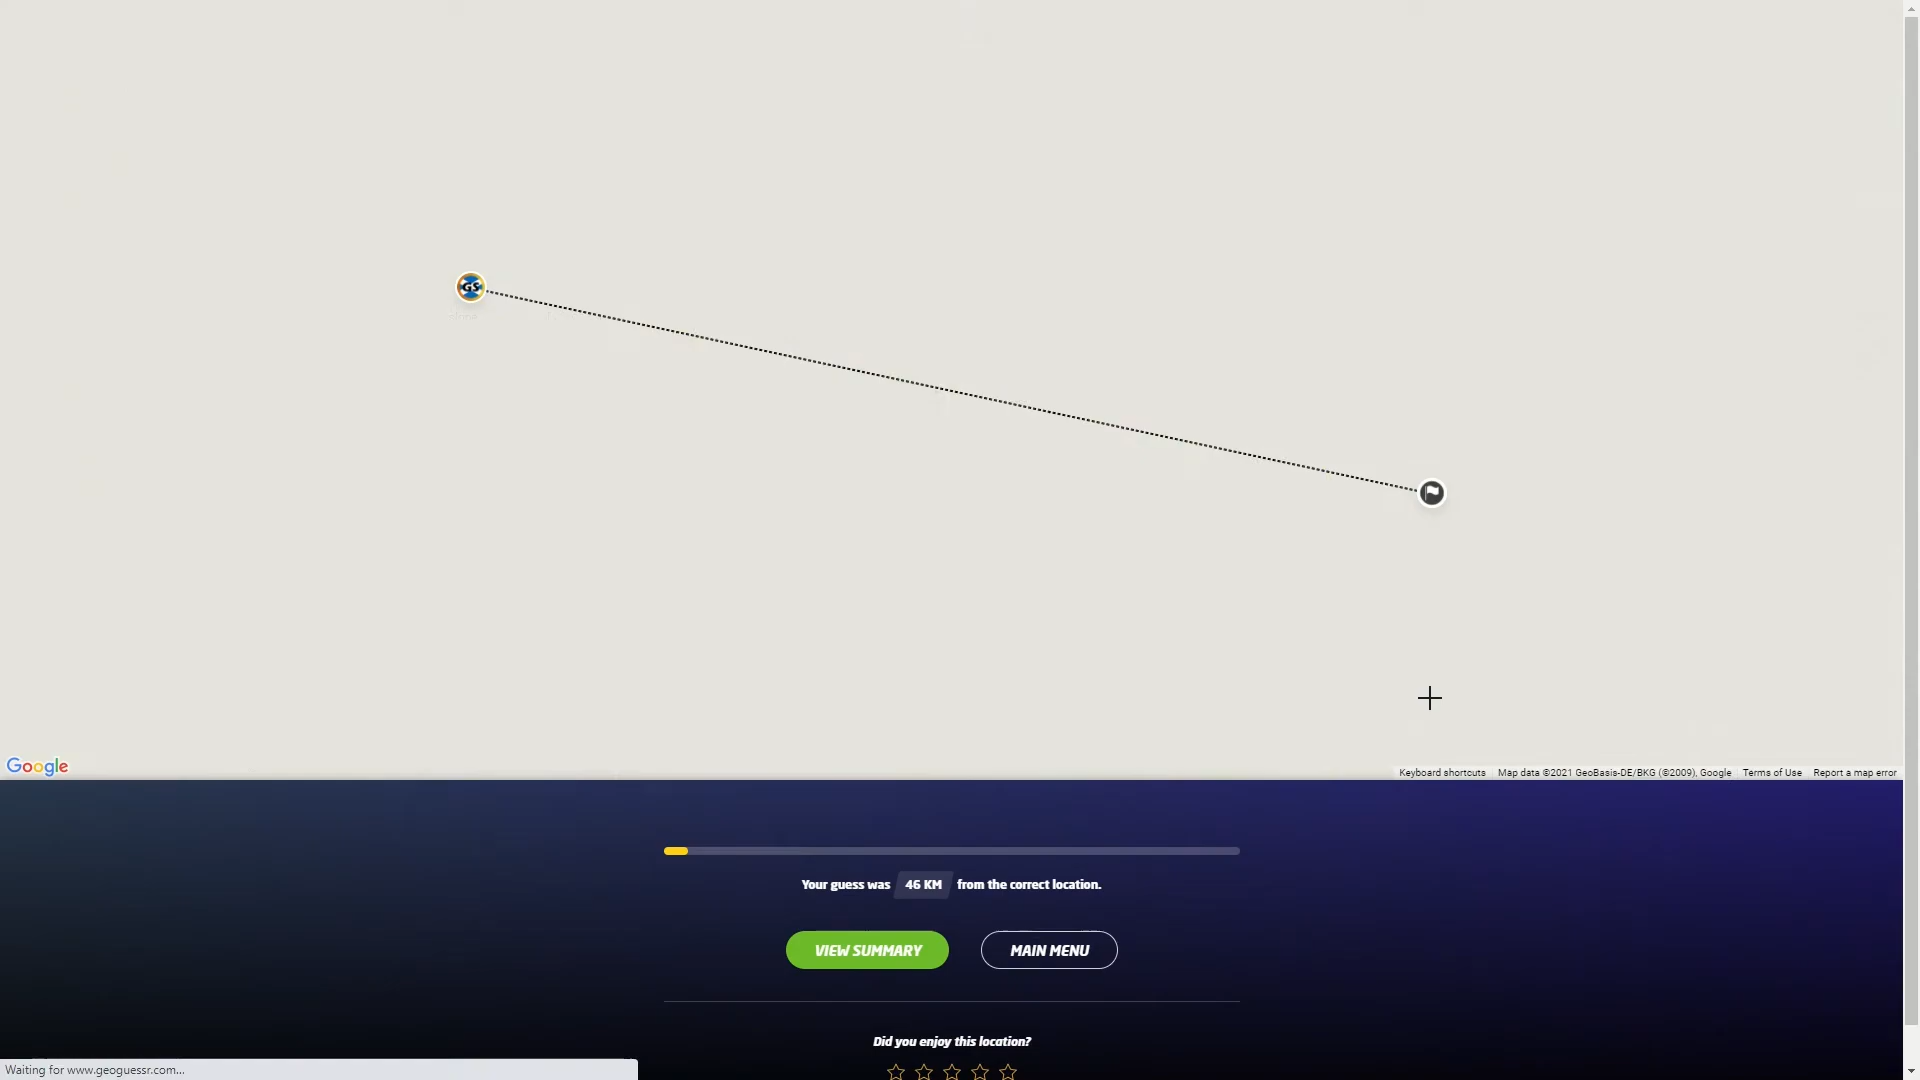 GS
Google
Keyboard shortcuts
Map data ©2021 GeoBasis-DE/BKG (©2009), Google
Terms of Use
Report a map error
Your guess was 46 KM from the correct location.
VIEW SUMMARY
MAIN MENU
Did you enjoy this location?
Waiting for www.geoguessr.com...